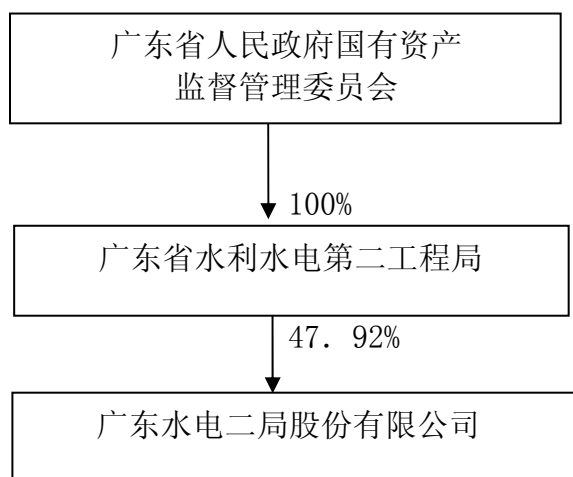 广东省人民政府国有资产
监督管理委员会
100%
广东省水利水电第二工程局
47．92%
广东水电二局股份有限公司